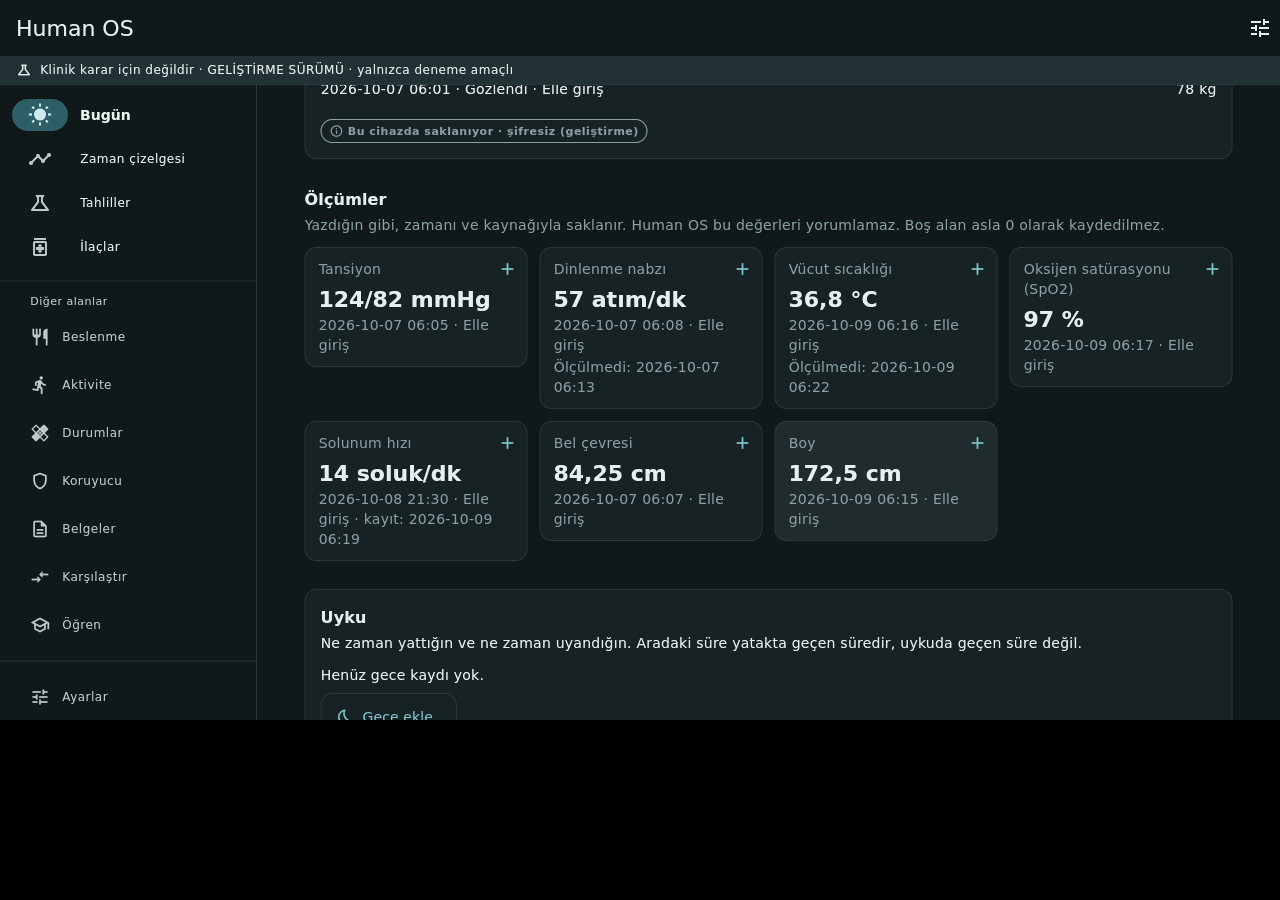 Human OS
Klinik karar için değildir · GELİŞTİRME SÜRÜMÜ · yalnızca deneme amaçlı
Bugün
Zaman çizelgesi
Tahliller
İlaçlar
Diğer alanlar
Beslenme
Aktivite
Durumlar
Koruyucu
Belgeler
Karşılaştır
Öğren
Ayarlar
2026-10-07 06:01 · Gözlendi · Elle giriş
78 kg
Bu cihazda saklanıyor · şifresiz (geliştirme)
Ölçümler
Yazdığın gibi, zamanı ve kaynağıyla saklanır. Human OS bu değerleri yorumlamaz. Boş alan asla 0 olarak kaydedilmez.
Tansiyon
124/82 mmHg
2026-10-07 06:05 · Elle
giriş
Dinlenme nabzı
57 atım/dk
2026-10-07 06:08 · Elle
giriş
Ölçülmedi: 2026-10-07
06:13
Vücut sıcaklığı
36,8 °C
2026-10-09 06:16 · Elle
giriş
Ölçülmedi: 2026-10-09
06:22
Oksijen satürasyonu
(SpO2)
97 %
2026-10-09 06:17 · Elle
giriş
Solunum hızı
14 soluk/dk
2026-10-08 21:30 · Elle
giriş · kayıt: 2026-10-09
06:19
Bel çevresi
84,25 cm
2026-10-07 06:07 · Elle
giriş
Boy
172,5 cm
2026-10-09 06:15 · Elle
giriş
Uyku
Ne zaman yattığın ve ne zaman uyandığın. Aradaki süre yatakta geçen süredir, uykuda geçen süre değil.
Henüz gece kaydı yok.
Gece ekle